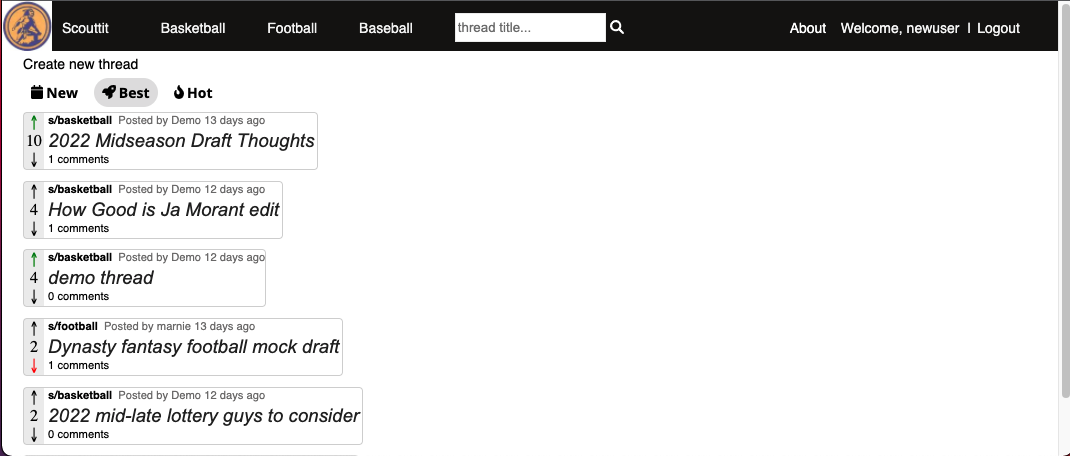 Scouttit Basketball Football Baseball thread title... About Welcome, newuser | Logout
Create new thread
New Best Hot
s/basketball Posted by Demo 13 days ago
10 2022 Midseason Draft Thoughts
1 comments
s/basketball Posted by Demo 12 days ago
4 How Good is Ja Morant edit
1 comments
s/basketball Posted by Demo 12 days ago
4 demo thread
0 comments
s/football Posted by marnie 13 days ago
2 Dynasty fantasy football mock draft
1 comments
s/basketball Posted by Demo 12 days ago
2 2022 mid-late lottery guys to consider
0 comments